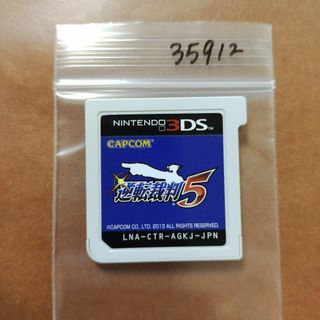 35912
NINTENDO 3DS™
CAPCOM
逆転裁判5
©CAPCOM CO., LTD. 2013 ALL RIGHTS RESERVED.
LNA-CTR-AGKJ-JPN